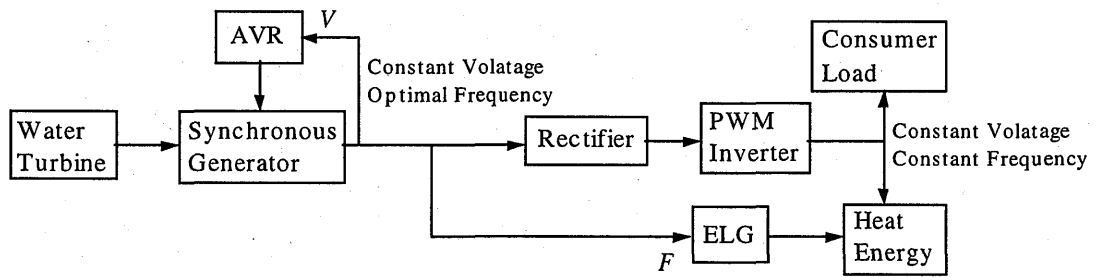 V
AVR
Constant Volatage
Optimal Frequency
Water
Turbine
Synchronous
Generator
Rectifier
PWM
Inverter
Consumer
Load
Constant Volatage
Constant Frequency
F
ELG
Heat
Energy